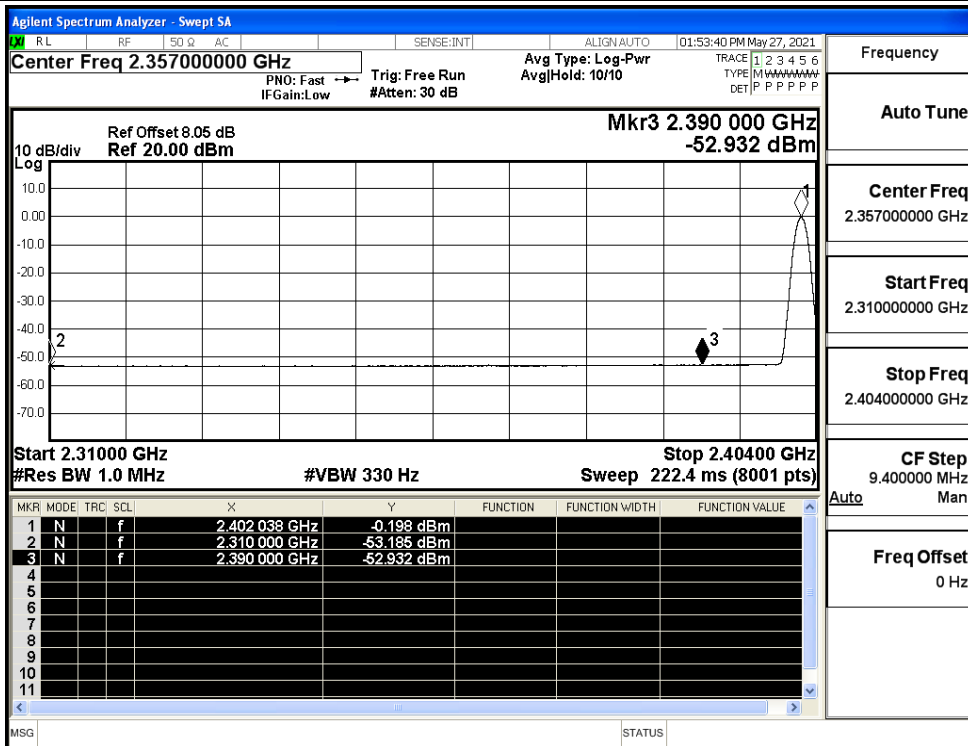 Agilent Spectrum Analyzer - Swept SA
LXI RL RF 50 Ω AC SENSE:INT ALIGN AUTO 01:53:40 PM May 27, 2021
Center Freq 2.357000000 GHz
PNO: Fast
IFGain:Low
Trig: Free Run
#Atten: 30 dB
Avg Type: Log-Pwr
Avg|Hold: 10/10
TRACE 1 2 3 4 5 6
TYPE M WWWWW
DET P P P P P P
Mkr3 2.390 000 GHz
-52.932 dBm
Ref Offset 8.05 dB
10 dB/div Ref 20.00 dBm
Log
10.0
0.00
-10.0
-20.0
-30.0
-40.0
-50.0
-60.0
-70.0
1
2
3
Start 2.31000 GHz Stop 2.40400 GHz
#Res BW 1.0 MHz #VBW 330 Hz Sweep 222.4 ms (8001 pts)
MKR MODE TRC SCL X Y FUNCTION FUNCTION WIDTH FUNCTION VALUE
1 N f 2.402 038 GHz -0.198 dBm
2 N f 2.310 000 GHz -53.185 dBm
3 N f 2.390 000 GHz -52.932 dBm
4
5
6
7
8
9
10
11
MSG STATUS
Frequency
Auto Tune
Center Freq
2.357000000 GHz
Start Freq
2.310000000 GHz
Stop Freq
2.404000000 GHz
CF Step
9.400000 MHz
Auto Man
Freq Offset
0 Hz